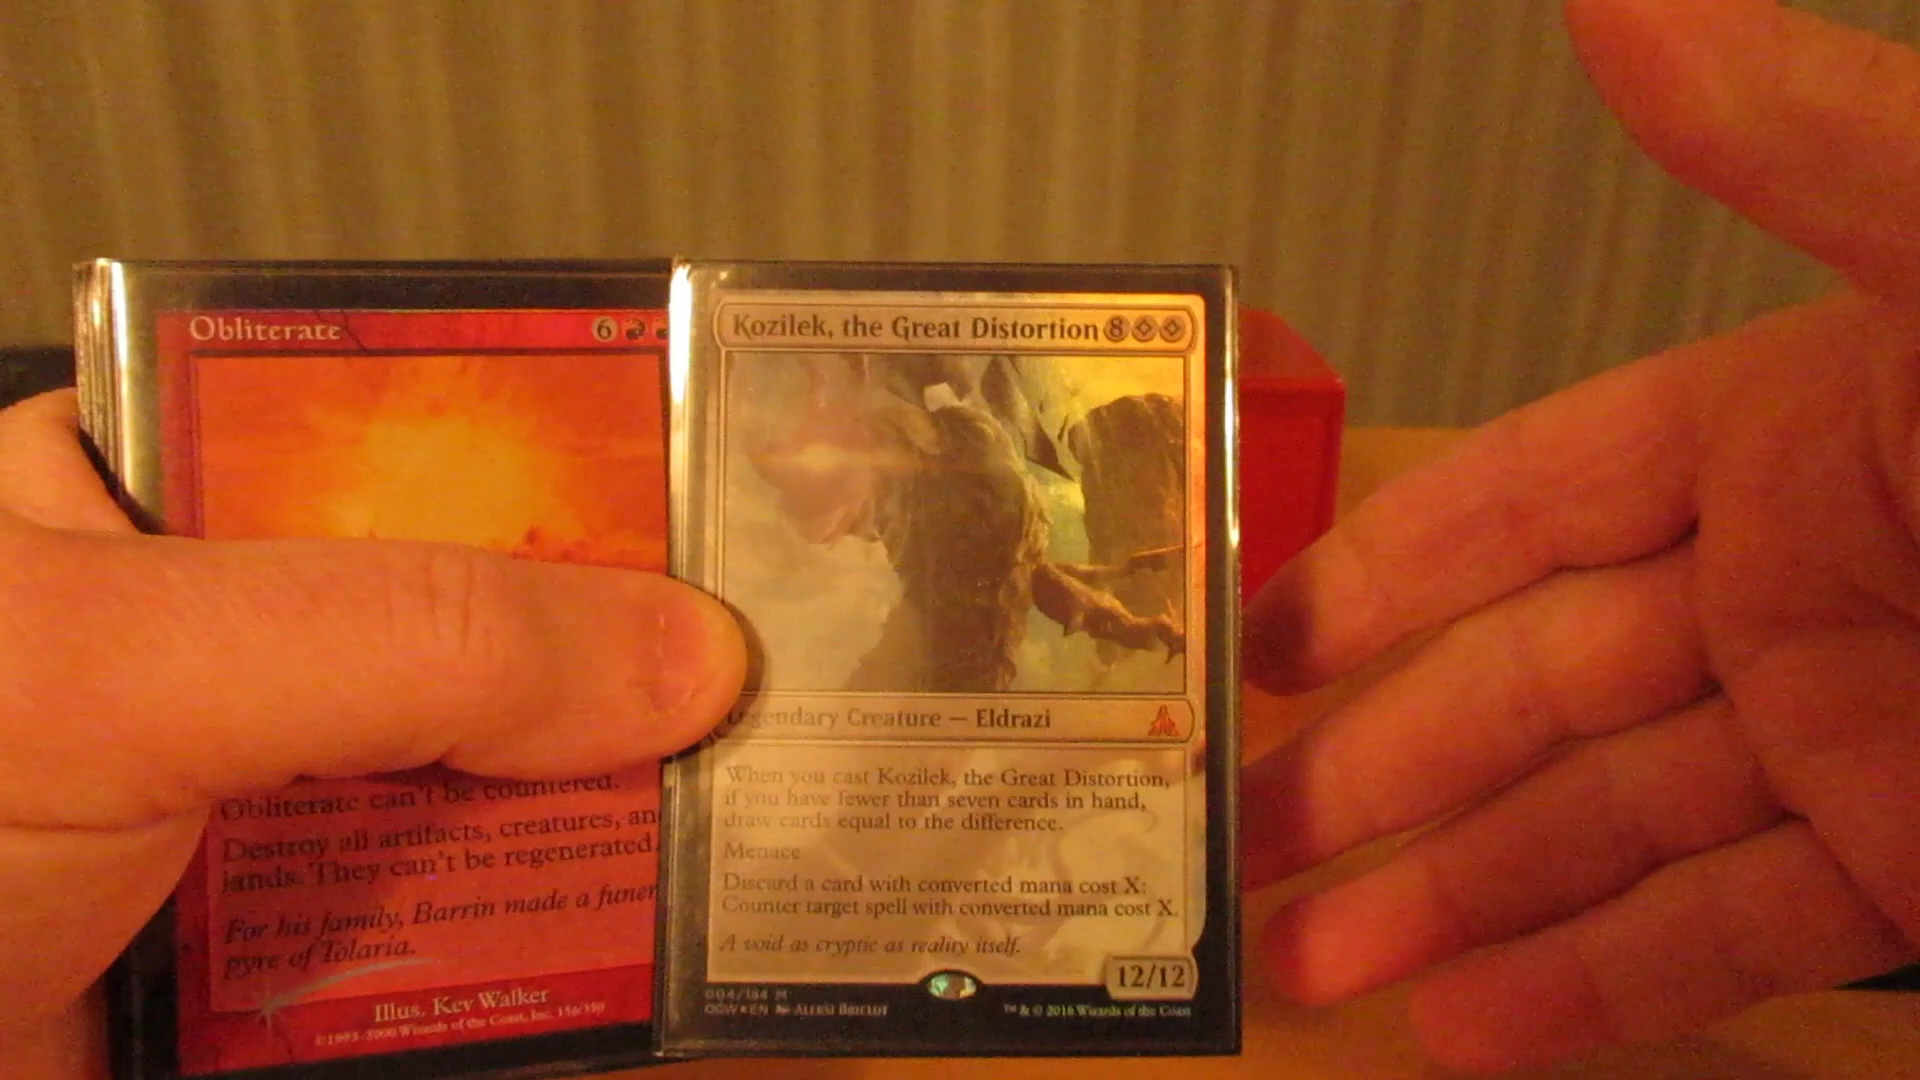 Obliterate 6
Obliterate can't be countered.
Destroy all artifacts, creatures, an
lands. They can't be regenerated.
For his family, Barrin made a funer
pyre of Tolaria.
Illus. Kev Walker
©1993-2000 Wizards of the Coast, Inc. 156/350
Kozilek, the Great Distortion 8
Legendary Creature — Eldrazi
When you cast Kozilek, the Great Distortion,
if you have fewer than seven cards in hand,
draw cards equal to the difference.
Menace
Discard a card with converted mana cost X:
Counter target spell with converted mana cost X.
A void as cryptic as reality itself.
12/12
004/184 M
OGW★EN Aleksi Briclot
™ & © 2016 Wizards of the Coast